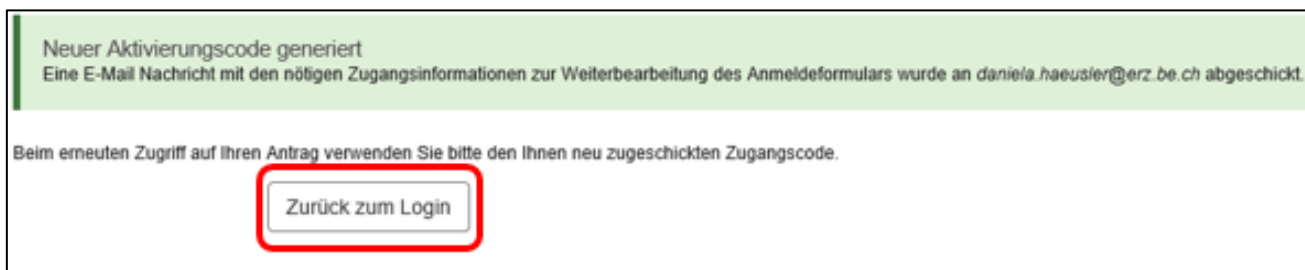 Neuer Aktivierungscode generiert
Eine E-Mail Nachricht mit den nötigen Zugangsinformationen zur Weiterbearbeitung des Anmeldeformulars wurde an daniela.haeusler@erz.be.ch abgeschickt.
Beim erneuten Zugriff auf Ihren Antrag verwenden Sie bitte den Ihnen neu zugeschickten Zugangscode.
Zurück zum Login